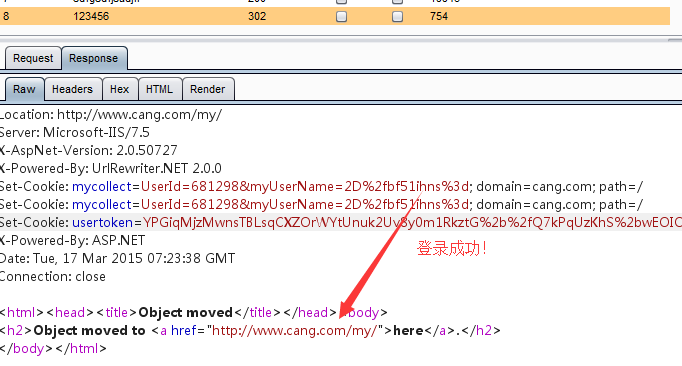 8 123456 302 754
Request Response
Raw Headers Hex HTML Render
Location: http://www.cang.com/my/
Server: Microsoft-IIS/7.5
X-AspNet-Version: 2.0.50727
X-Powered-By: UrlRewriter.NET 2.0.0
Set-Cookie: mycollect=UserId=681298&myUserName=2D%2fbf51ihns%3d; domain=cang.com; path=/
Set-Cookie: mycollect=UserId=681298&myUserName=2D%2fbf51ihns%3d; domain=cang.com; path=/
Set-Cookie: usertoken=YPGiqMjzMwnsTBLsqCXZOrWYtUnuk2Uv8y0m1RkztG%2b%2fQ7kPqUzKhS%2bwEOIC
X-Powered-By: ASP.NET
登录成功!
Date: Tue, 17 Mar 2015 07:23:38 GMT
Connection: close
<html><head><title>Object moved</title></head><body>
<h2>Object moved to <a href="http://www.cang.com/my/">here</a>.</h2>
</body></html>